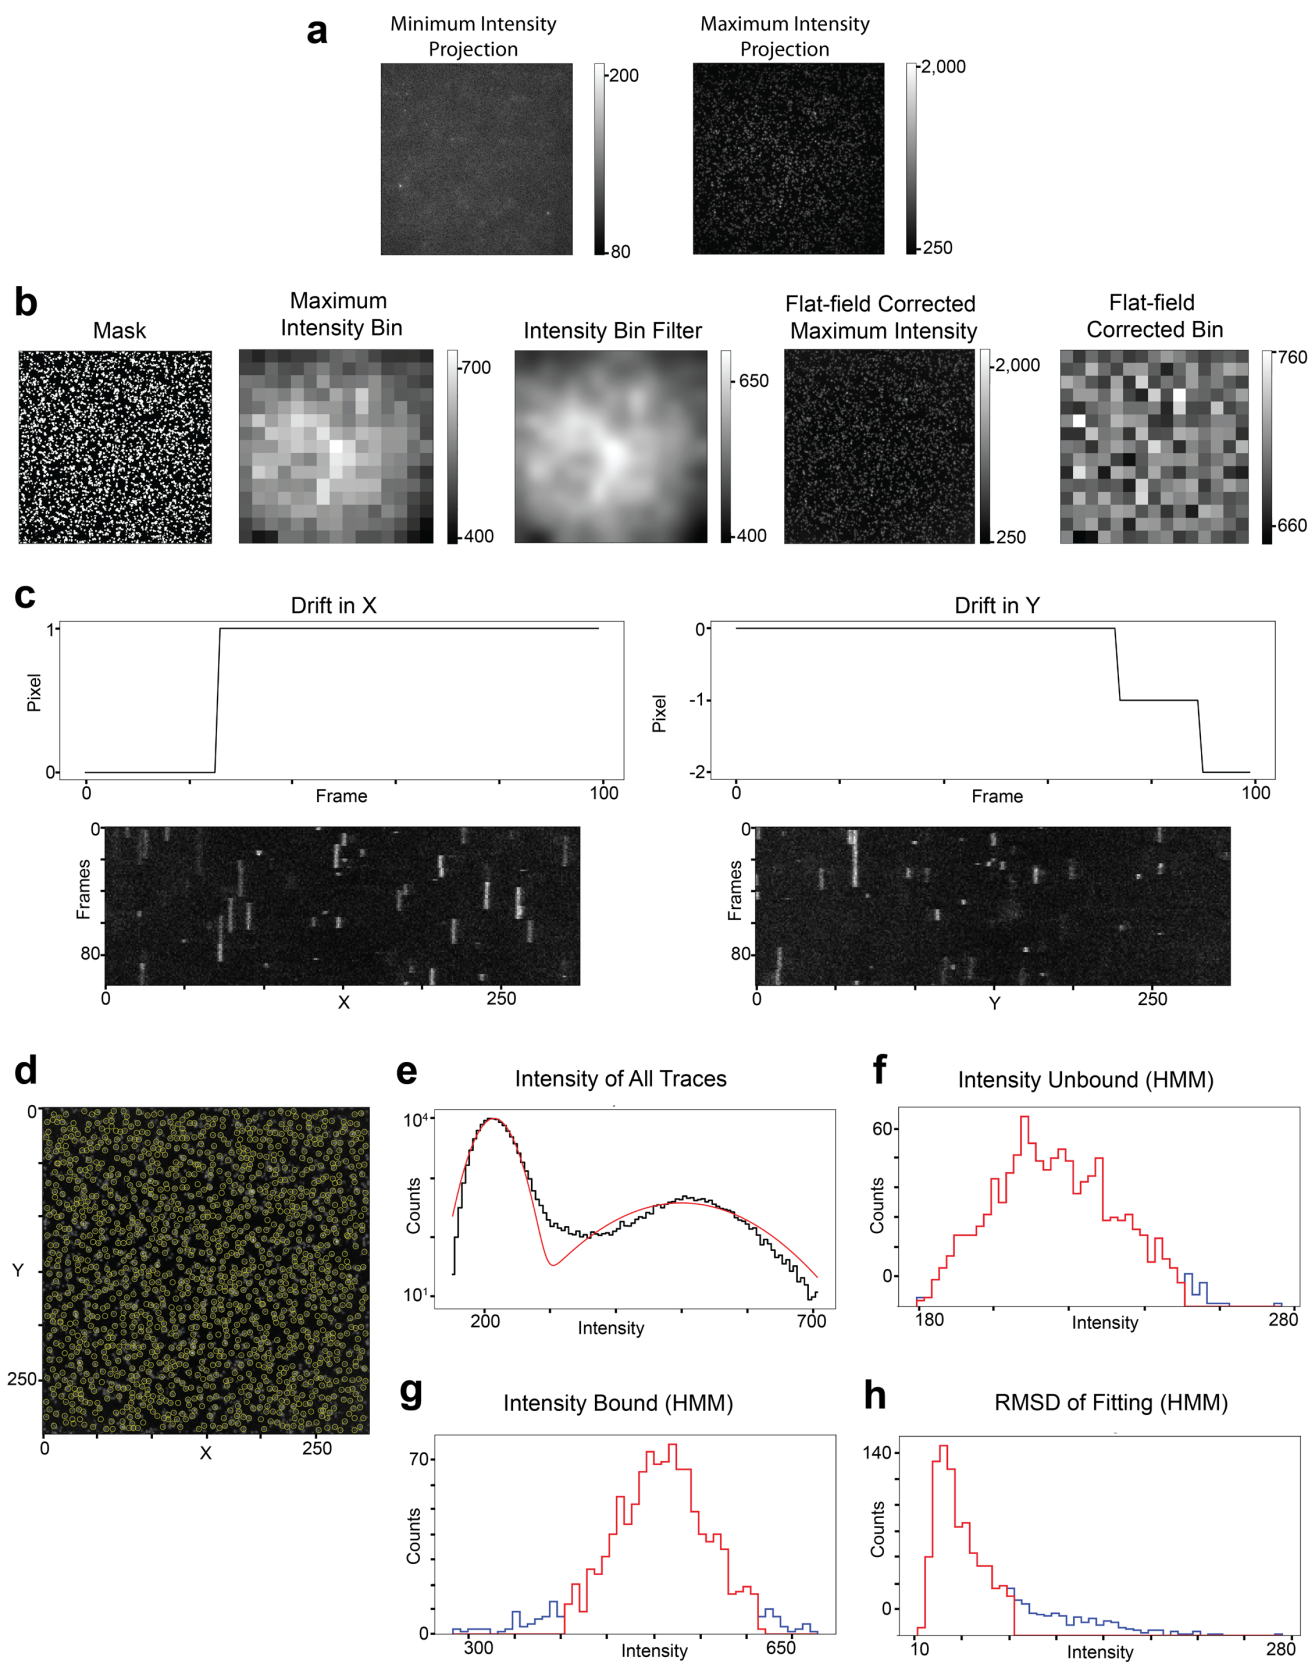 a
Minimum Intensity
Projection
Maximum Intensity
Projection
200
80
2,000
250
b
Mask
Maximum
Intensity Bin
Intensity Bin Filter
Flat-field Corrected
Maximum Intensity
Flat-field
Corrected Bin
700
400
650
400
2,000
250
760
660
c
Drift in X
Drift in Y
1
0
Pixel
0
Frame
100
0
-1
-2
Pixel
0
Frame
100
0
80
Frames
0
X
250
0
80
Frames
0
Y
250
d
0
Y
250
0
X
250
e
Intensity of All Traces
10⁴
Counts
10¹
200
Intensity
700
f
Intensity Unbound (HMM)
60
Counts
0
180
Intensity
280
g
Intensity Bound (HMM)
70
Counts
0
300
Intensity
650
h
RMSD of Fitting (HMM)
140
Counts
0
10
Intensity
280